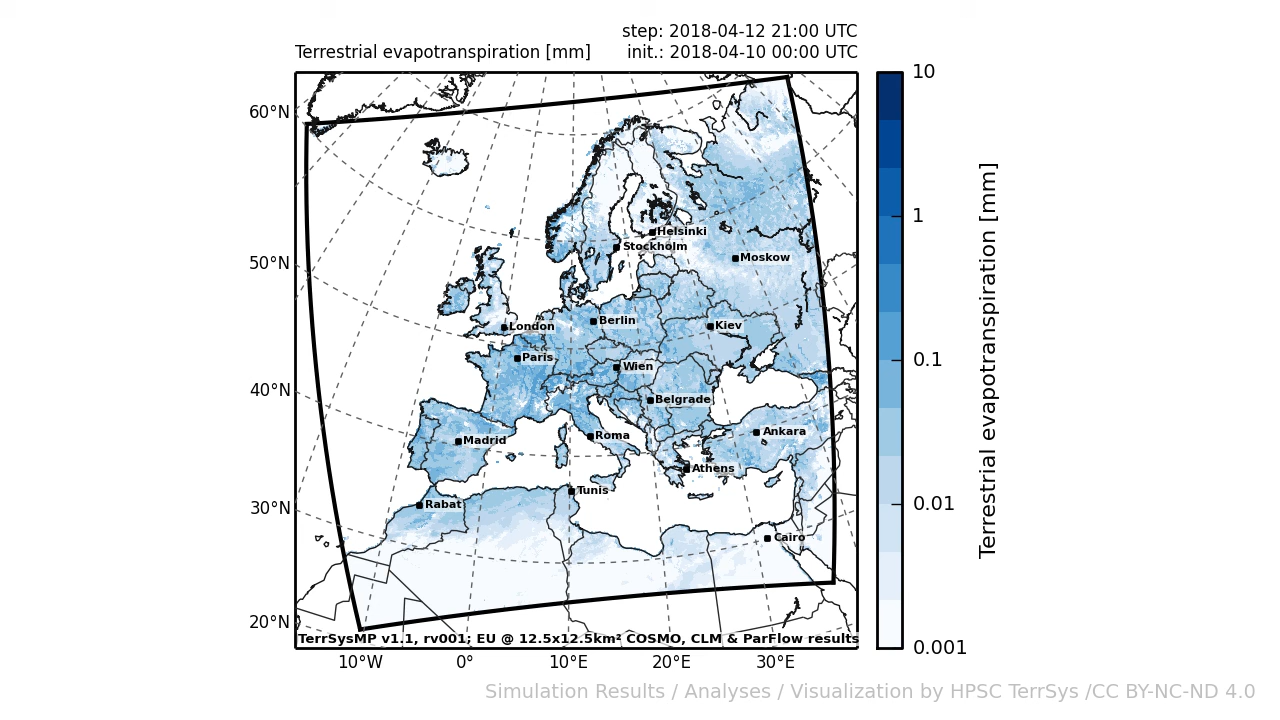 step: 2018-04-12 21:00 UTC
Terrestrial evapotranspiration [mm] init.: 2018-04-10 00:00 UTC
10
1
0.1
0.01
0.001
Terrestrial evapotranspiration [mm]
60°N
50°N
40°N
30°N
20°N
10°W
0°
10°E
20°E
30°E
Helsinki
Stockholm
Moskow
London
Berlin
Kiev
Paris
Wien
Belgrade
Madrid
Roma
Ankara
Athens
Tunis
Rabat
Cairo
TerrSysMP v1.1, rv001; EU @ 12.5x12.5km² COSMO, CLM & ParFlow results
Simulation Results / Analyses / Visualization by HPSC TerrSys /CC BY-NC-ND 4.0